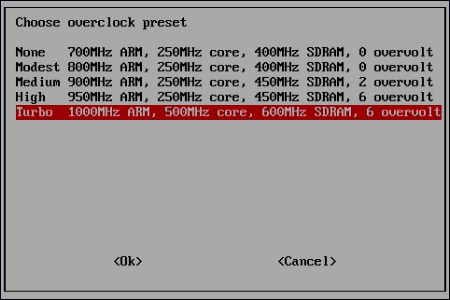 Choose overclock preset
None 700MHz ARM, 250MHz core, 400MHz SDRAM, 0 overvolt
Modest 800MHz ARM, 250MHz core, 400MHz SDRAM, 0 overvolt
Medium 900MHz ARM, 250MHz core, 450MHz SDRAM, 2 overvolt
High 950MHz ARM, 250MHz core, 450MHz SDRAM, 6 overvolt
Turbo 1000MHz ARM, 500MHz core, 600MHz SDRAM, 6 overvolt
<Ok> <Cancel>